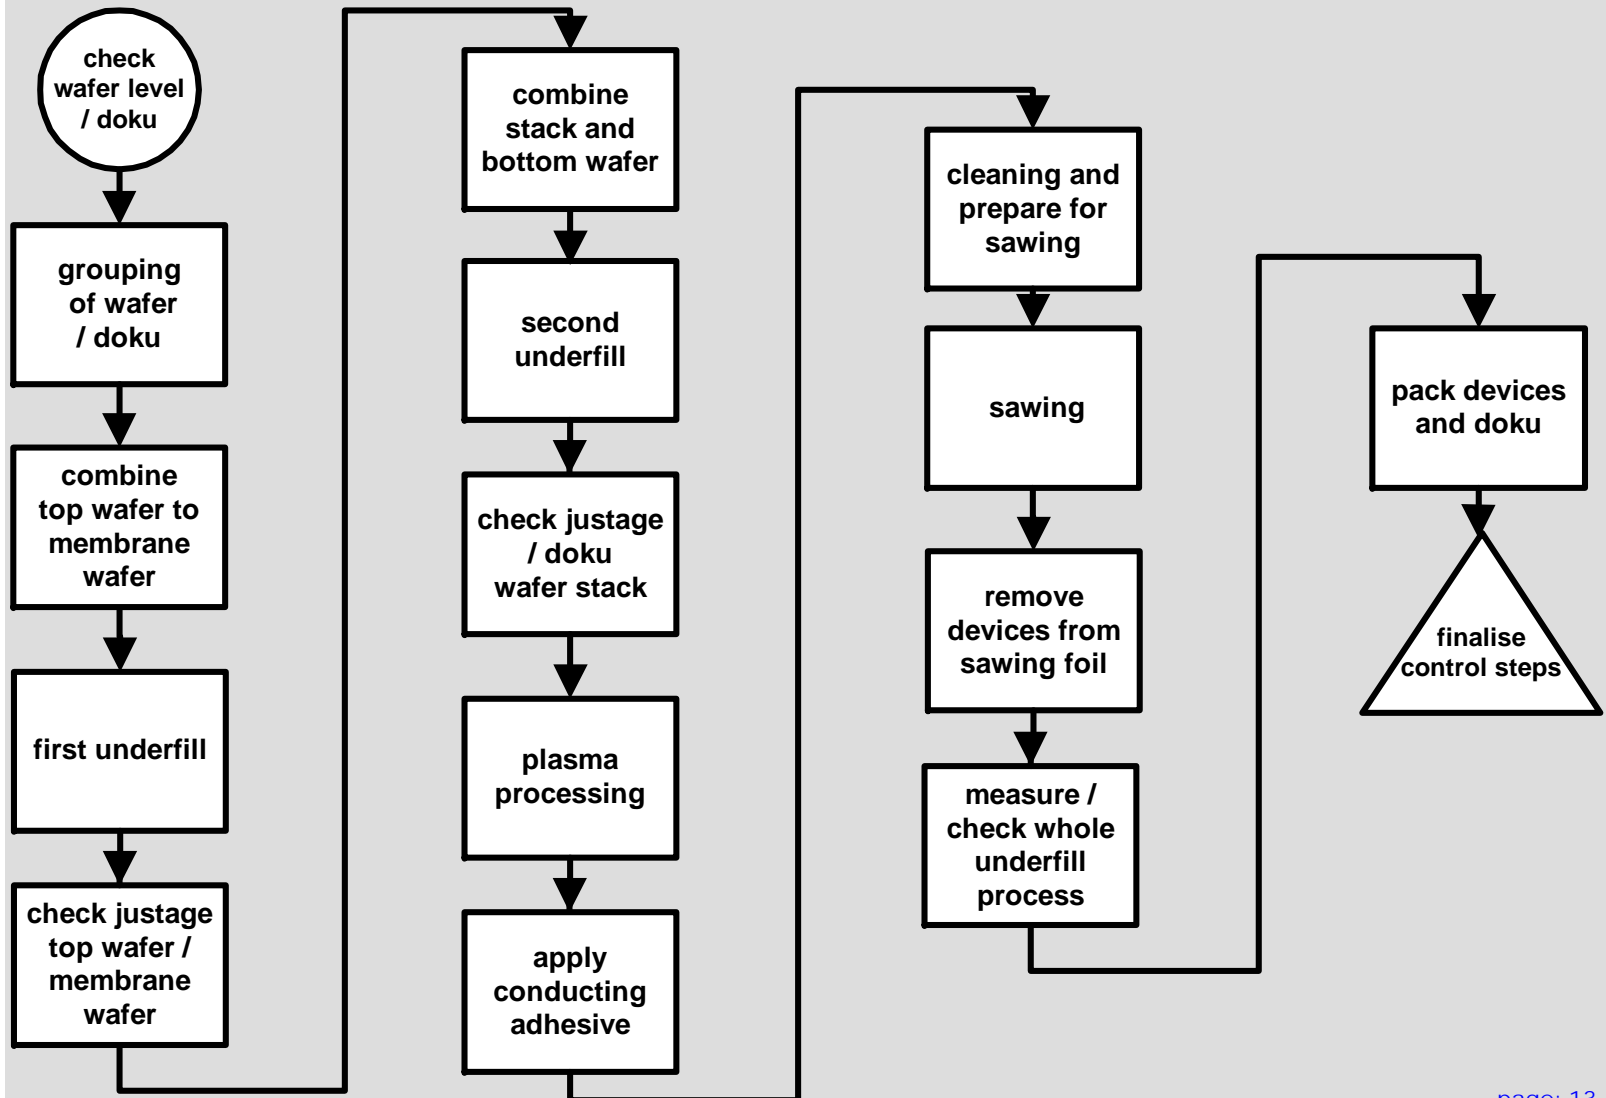 check
wafer level
/ doku
grouping
of wafer
/ doku
combine
top wafer to
membrane
wafer
first underfill
check justage
top wafer /
membrane
wafer
combine
stack and
bottom wafer
second
underfill
check justage
/ doku
wafer stack
plasma
processing
apply
conducting
adhesive
cleaning and
prepare for
sawing
sawing
remove
devices from
sawing foil
measure /
check whole
underfill
process
pack devices
and doku
finalise
control steps
page: 13